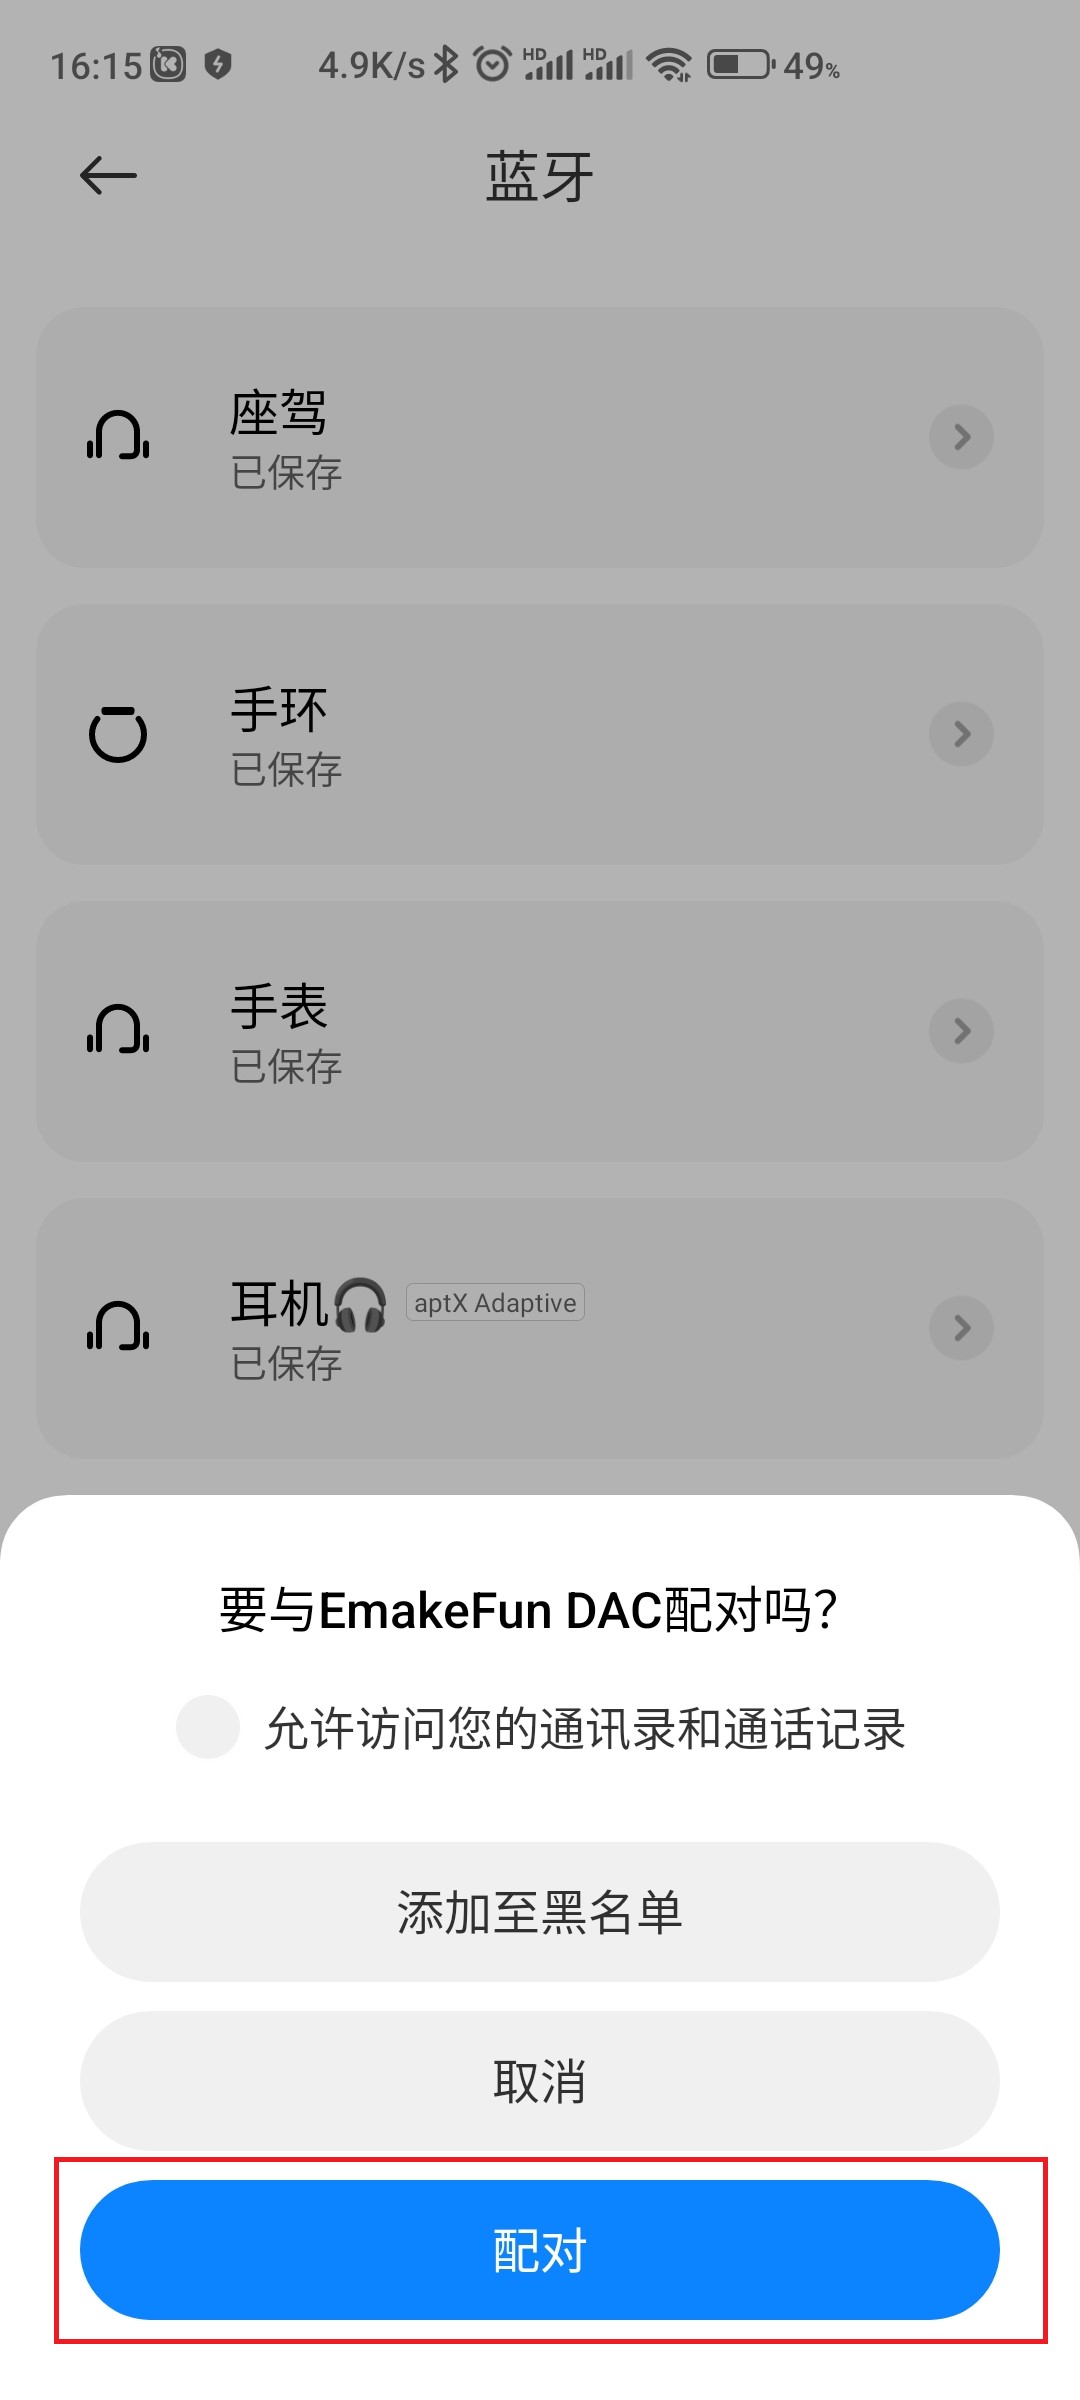 16:15 4.9K/s HD HD 49%
蓝牙
座驾
已保存
手环
已保存
手表
已保存
耳机🎧 aptX Adaptive
已保存
要与EmakeFun DAC配对吗？
允许访问您的通讯录和通话记录
添加至黑名单
取消
配对